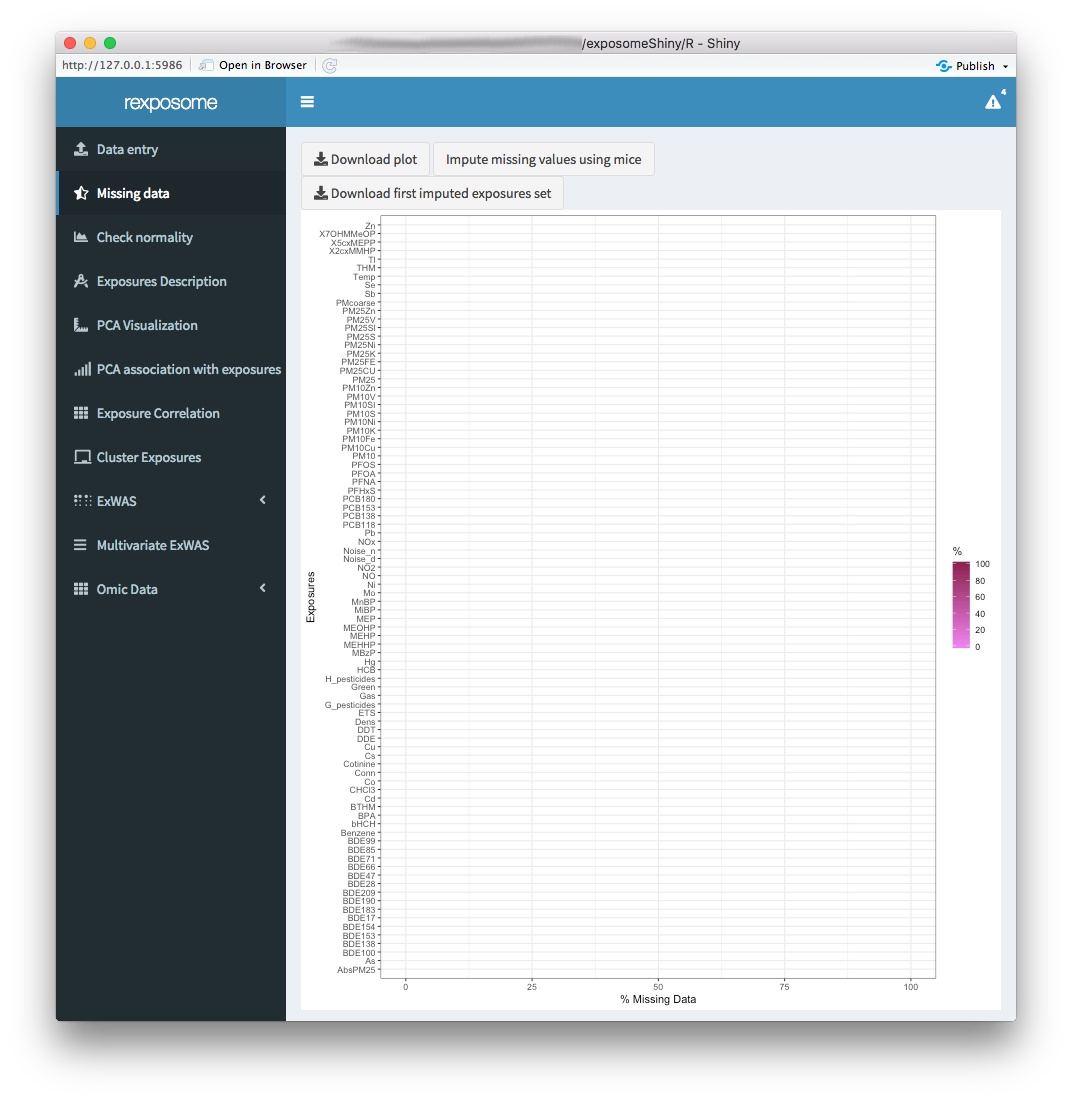 /exposomeShiny/R - Shiny
http://127.0.0.1:5986 Open in Browser Publish
rexposome 4
Data entry
Missing data
Check normality
Exposures Description
PCA Visualization
PCA association with exposures
Exposure Correlation
Cluster Exposures
ExWAS
Multivariate ExWAS
Omic Data
Download plot Impute missing values using mice
Download first imputed exposures set
Zn
X7OHMMeOP
X5cxMEPP
X2cxMMHP
Tl
THM
Temp
Se
Sb
PMcoarse
PM25Zn
PM25V
PM25SI
PM25S
PM25Ni
PM25K
PM25FE
PM25CU
PM25
PM10Zn
PM10V
PM10SI
PM10S
PM10Ni
PM10K
PM10Fe
PM10Cu
PM10
PFOS
PFOA
PFNA
PFHxS
PCB180
PCB153
PCB138
PCB118
Pb
NOx
Noise_n
Noise_d
NO2
NO
Ni
Mo
MnBP
MiBP
MEP
MEOHP
MEHP
MEHHP
MBzP
Hg
HCB
H_pesticides
Green
Gas
G_pesticides
ETS
Dens
DDT
DDE
Cu
Cs
Cotinine
Conn
Co
CHCl3
Cd
BTHM
BPA
bHCH
Benzene
BDE99
BDE85
BDE71
BDE66
BDE47
BDE28
BDE209
BDE190
BDE183
BDE17
BDE154
BDE153
BDE138
BDE100
As
AbsPM25
Exposures
0 25 50 75 100
% Missing Data
%
100
80
60
40
20
0